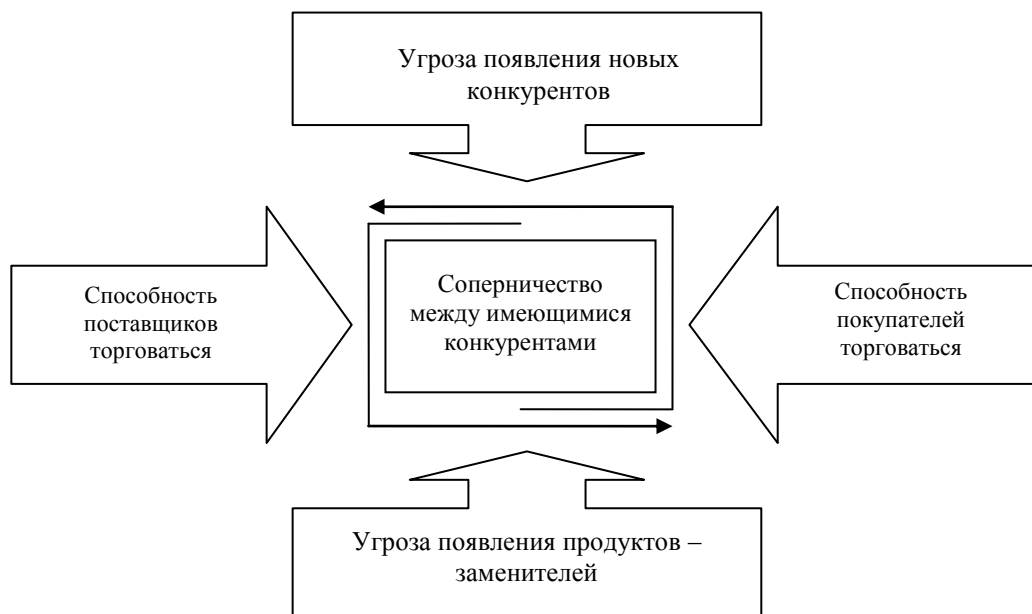 Угроза появления новых
конкурентов
Способность
поставщиков
торговаться
Соперничество
между имеющимися
конкурентами
Способность
покупателей
торговаться
Угроза появления продуктов –
заменителей